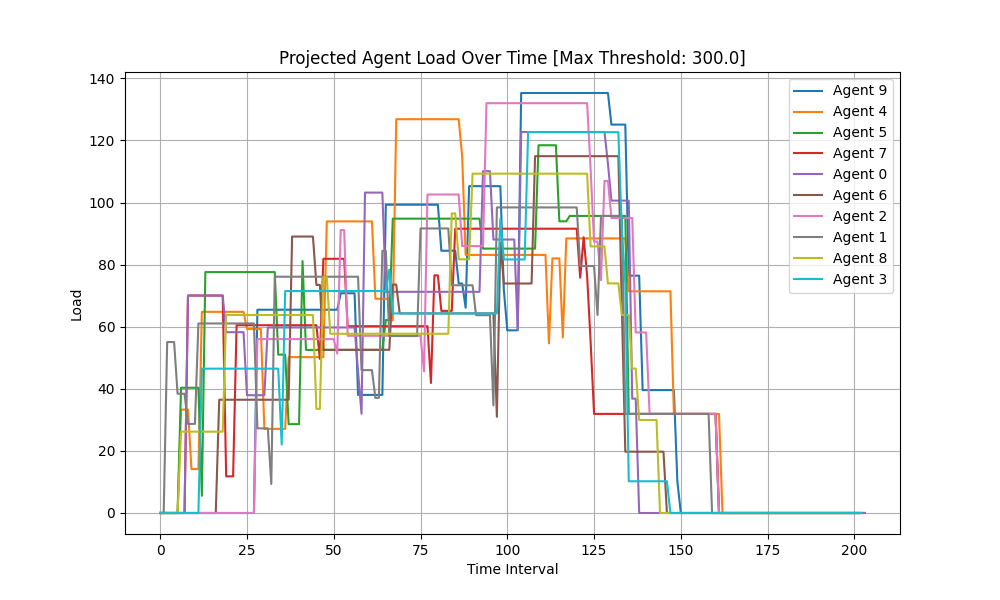 Projected Agent Load Over Time [Max Threshold: 300.0]
Load
140
120
100
80
60
40
20
0
0 25 50 75 100 125 150 175 200
Time Interval
Agent 9
Agent 4
Agent 5
Agent 7
Agent 0
Agent 6
Agent 2
Agent 1
Agent 8
Agent 3